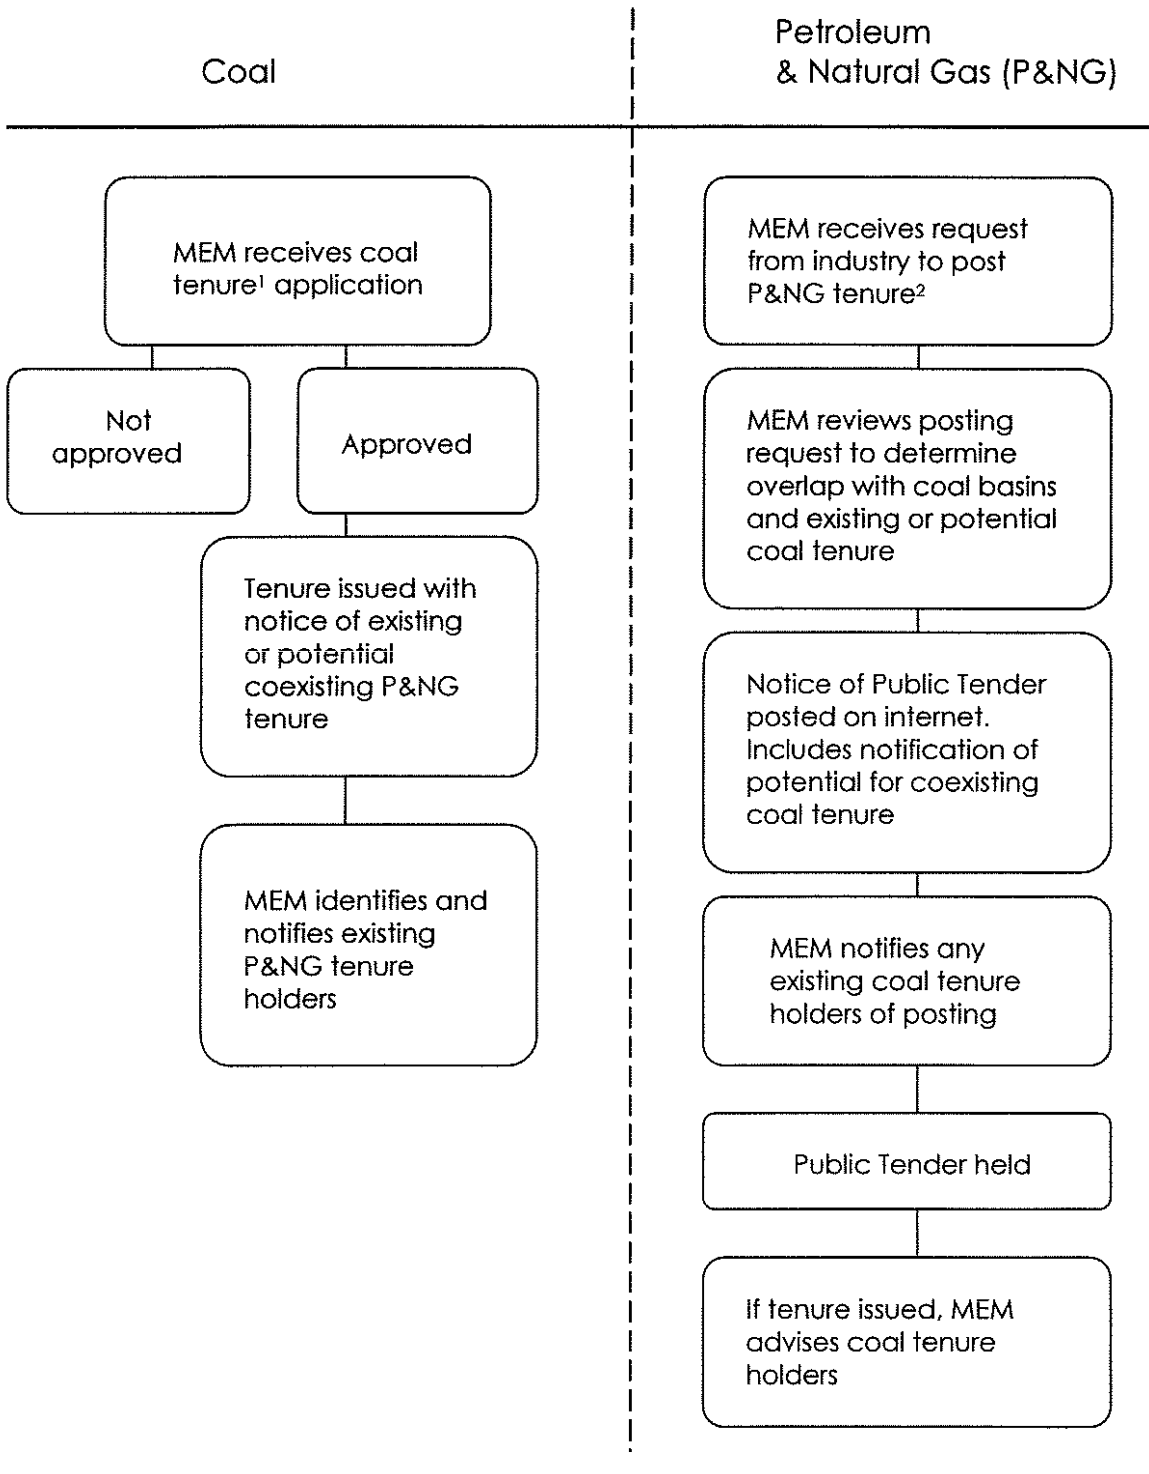 Coal
Petroleum
& Natural Gas (P&NG)
MEM receives coal
tenure¹ application
Not
approved
Approved
Tenure issued with
notice of existing
or potential
coexisting P&NG
tenure
MEM identifies and
notifies existing
P&NG tenure
holders
MEM receives request
from industry to post
P&NG tenure²
MEM reviews posting
request to determine
overlap with coal basins
and existing or potential
coal tenure
Notice of Public Tender
posted on internet.
Includes notification of
potential for coexisting
coal tenure
MEM notifies any
existing coal tenure
holders of posting
Public Tender held
If tenure issued, MEM
advises coal tenure
holders